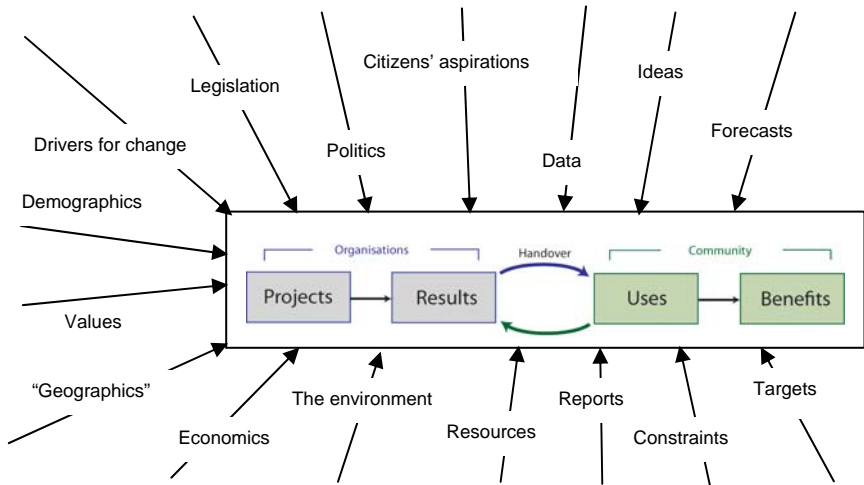 Citizens’ aspirations
Ideas
Legislation
Forecasts
Drivers for change
Politics
Data
Demographics
Organisations
Handover
Community
Projects
Results
Uses
Benefits
Values
“Geographics”
The environment
Reports
Targets
Economics
Resources
Constraints